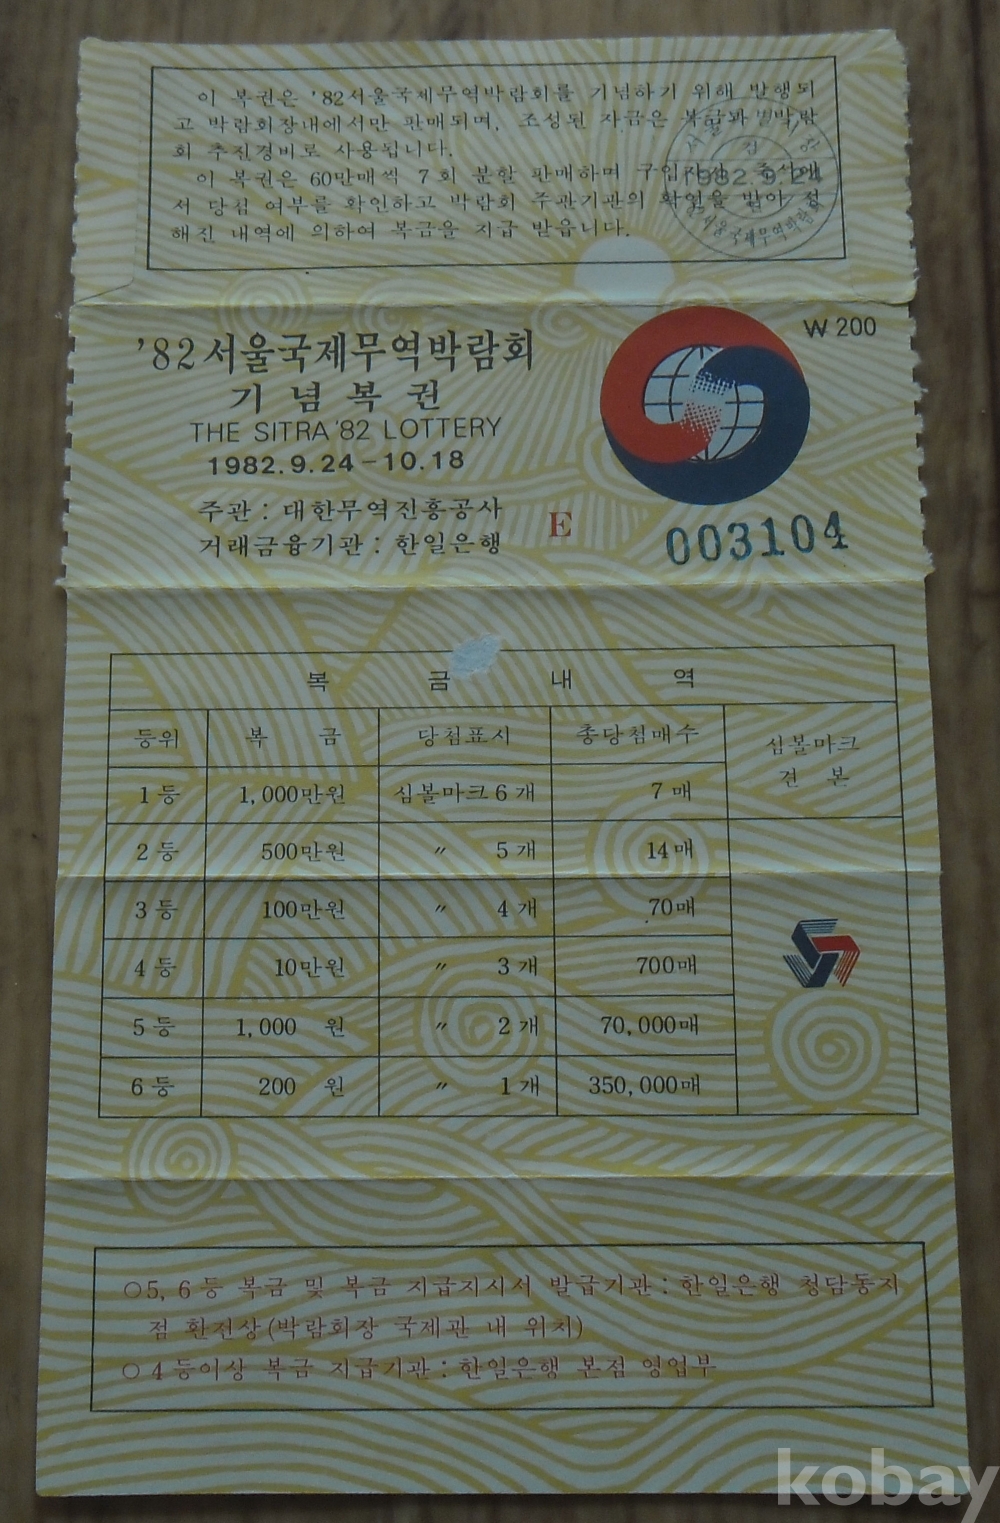 이 복권은 '82서울국제무역박람회를 기념하기 위해 발행되
고 박람회장내에서만 판매되며, 조성된 자금은 복금과 박람
회 추진경비로 사용됩니다.
이 복권은 60만매씩 7회 분할 판매하며
서 당첨 여부를 확인하고 박람회 주관기관의 확인을 받아 정
해진 내역에 의하여 복금을 지급 받읍니다.
1982.9.24
서울국제무역박람회
₩200
'82서울국제무역박람회
기념복권
THE SITRA '82 LOTTERY
1982.9.24-10.18
주관 : 대한무역진흥공사
거래금융기관 : 한일은행
E
003104
복 금 내 역
등위 복 금 당첨표시 총당첨매수 심볼마크
견 본
1등 1,000만원 심볼마크 6개 7매
2등 500만원 〃 5개 14매
3등 100만원 〃 4개 70매
4등 10만원 〃 3개 700매
5등 1,000 원 〃 2개 70,000매
6등 200 원 〃 1개 350,000매
○5, 6등 복금 및 복금 지급지시서 발급기관 : 한일은행 청담동지
점 환전상(박람회장 국제관 내 위치)
○4등이상 복금 지급기관 : 한일은행 본점 영업부
kobay